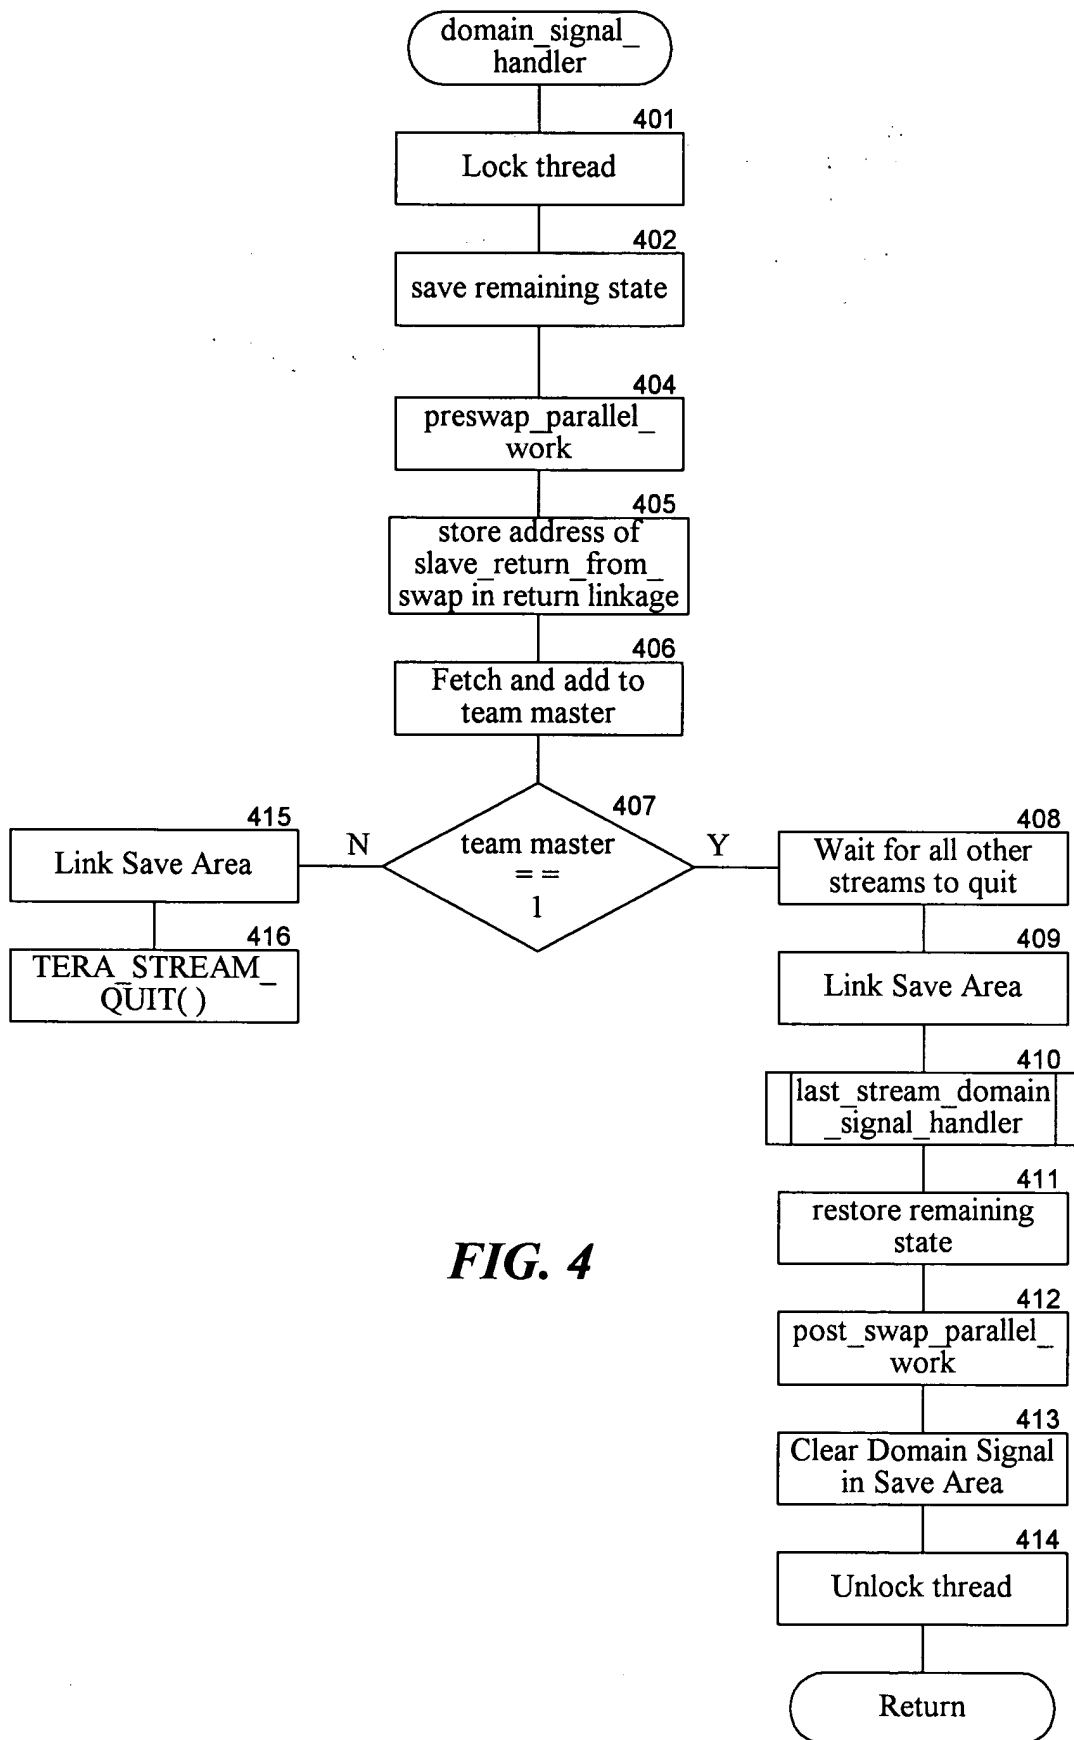 domain_signal_
handler
401
Lock thread
402
save remaining state
404
preswap_parallel_
work
405
store address of
slave_return_from_
swap in return linkage
406
Fetch and add to
team master
407
team master
= =
1
N
Y
415
Link Save Area
416
TERA_STREAM_
QUIT( )
408
Wait for all other
streams to quit
409
Link Save Area
410
last_stream_domain
_signal_handler
411
restore remaining
state
412
post_swap_parallel_
work
413
Clear Domain Signal
in Save Area
414
Unlock thread
Return
FIG. 4